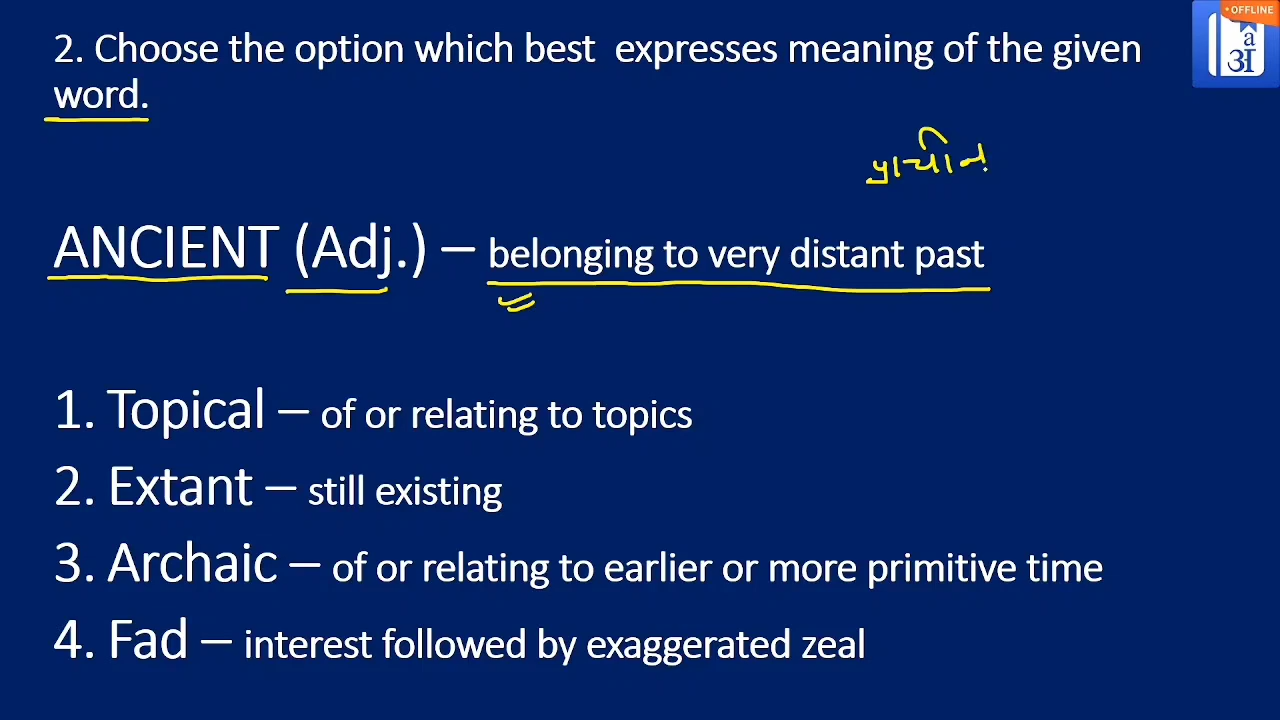 OFFLINE
a
अ
2. Choose the option which best expresses meaning of the given
word.
प्राचीन
ANCIENT (Adj.) – belonging to very distant past
1. Topical – of or relating to topics
2. Extant – still existing
3. Archaic – of or relating to earlier or more primitive time
4. Fad – interest followed by exaggerated zeal